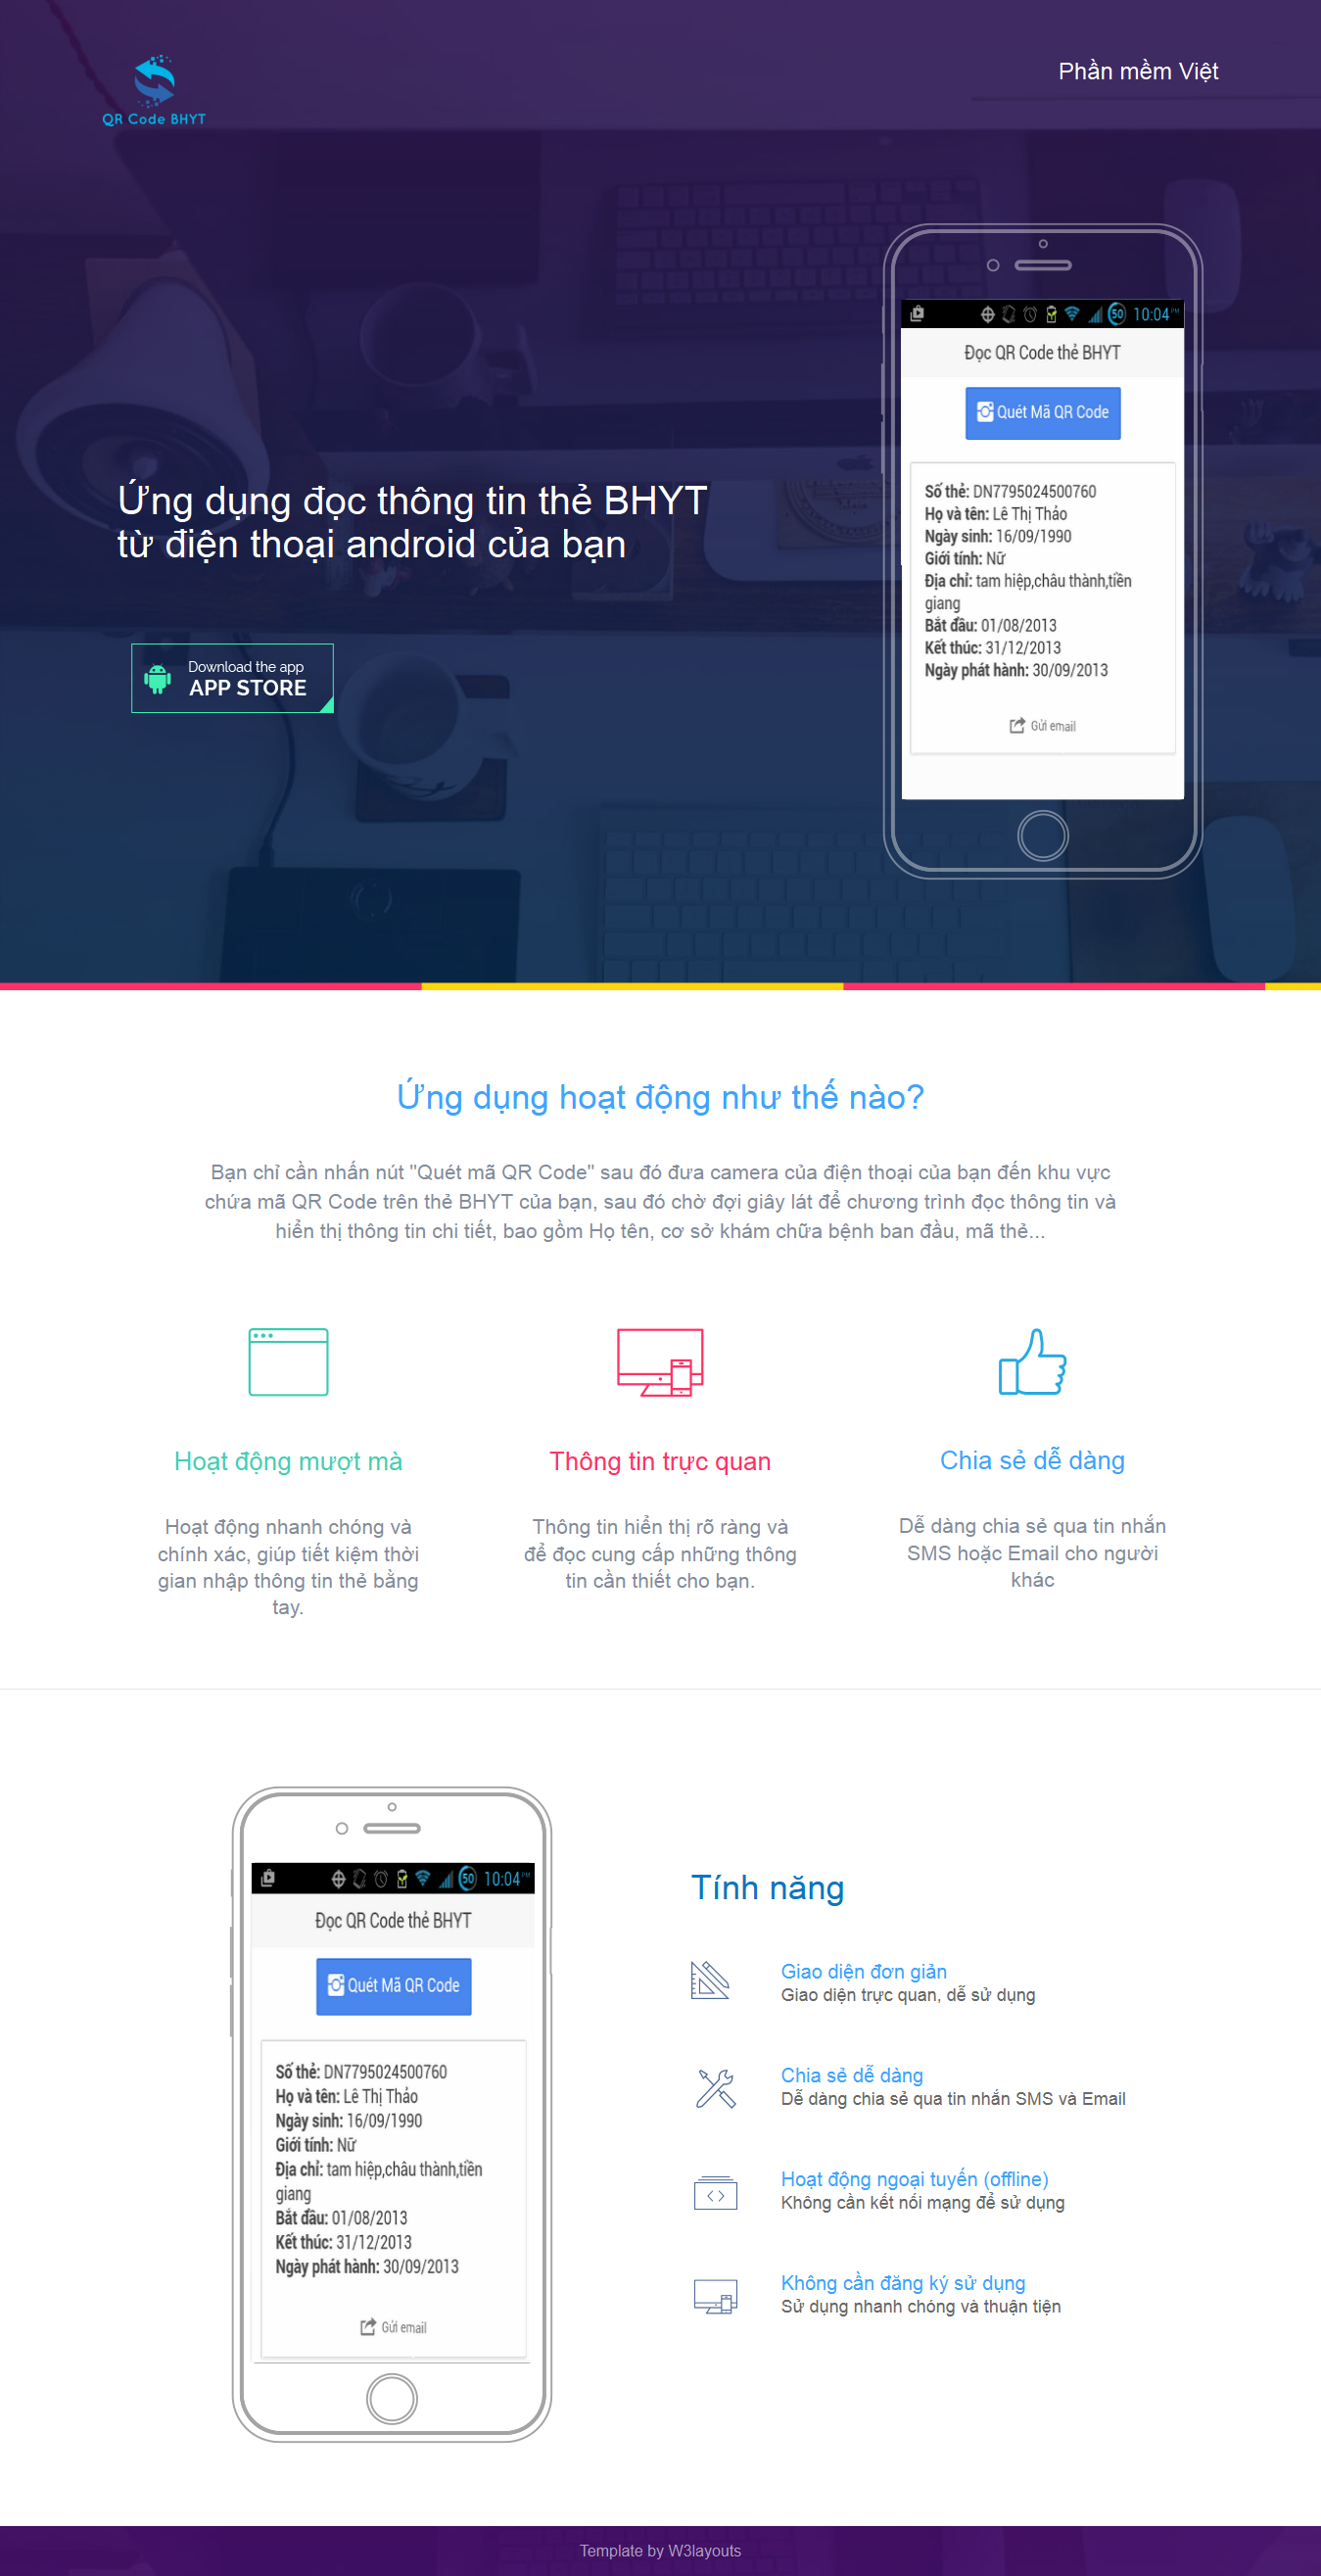 QR Code BHYT
Phần mềm Việt
Ứng dụng đọc thông tin thẻ BHYT
từ điện thoại android của bạn
Download the app
APP STORE
50 10:04 PM
Đọc QR Code thẻ BHYT
Quét Mã QR Code
Số thẻ: DN7795024500760
Họ và tên: Lê Thị Thảo
Ngày sinh: 16/09/1990
Giới tính: Nữ
Địa chỉ: tam hiệp,châu thành,tiền
giang
Bắt đầu: 01/08/2013
Kết thúc: 31/12/2013
Ngày phát hành: 30/09/2013
Gửi email
Ứng dụng hoạt động như thế nào?
Bạn chỉ cần nhấn nút "Quét mã QR Code" sau đó đưa camera của điện thoại của bạn đến khu vực
chứa mã QR Code trên thẻ BHYT của bạn, sau đó chờ đợi giây lát để chương trình đọc thông tin và
hiển thị thông tin chi tiết, bao gồm Họ tên, cơ sở khám chữa bệnh ban đầu, mã thẻ...
Hoạt động mượt mà
Hoạt động nhanh chóng và
chính xác, giúp tiết kiệm thời
gian nhập thông tin thẻ bằng
tay.
Thông tin trực quan
Thông tin hiển thị rõ ràng và
để đọc cung cấp những thông
tin cần thiết cho bạn.
Chia sẻ dễ dàng
Dễ dàng chia sẻ qua tin nhắn
SMS hoặc Email cho người
khác
50 10:04 PM
Đọc QR Code thẻ BHYT
Quét Mã QR Code
Số thẻ: DN7795024500760
Họ và tên: Lê Thị Thảo
Ngày sinh: 16/09/1990
Giới tính: Nữ
Địa chỉ: tam hiệp,châu thành,tiền
giang
Bắt đầu: 01/08/2013
Kết thúc: 31/12/2013
Ngày phát hành: 30/09/2013
Gửi email
Tính năng
Giao diện đơn giản
Giao diện trực quan, dễ sử dụng
Chia sẻ dễ dàng
Dễ dàng chia sẻ qua tin nhắn SMS và Email
Hoạt động ngoại tuyến (offline)
Không cần kết nối mạng để sử dụng
Không cần đăng ký sử dụng
Sử dụng nhanh chóng và thuận tiện
Template by W3layouts